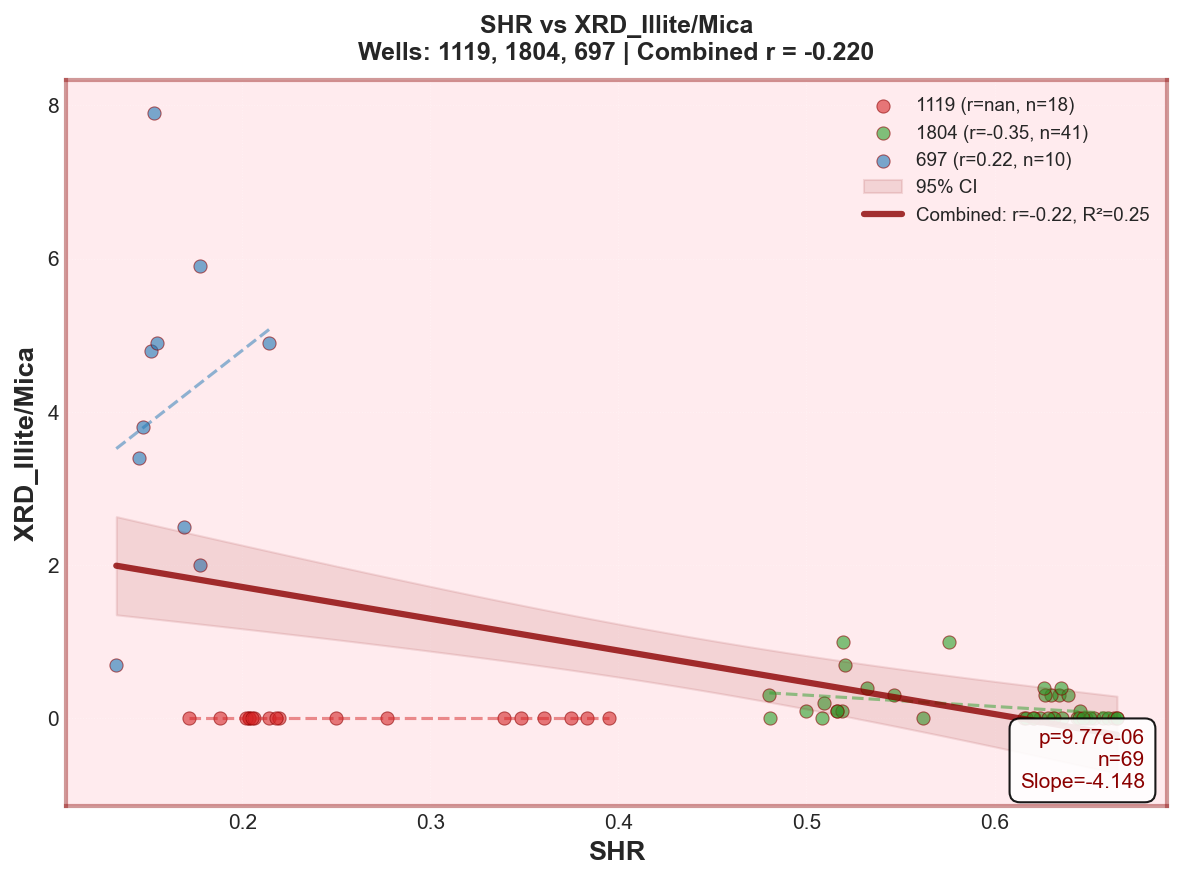 SHR vs XRD_Illite/Mica
Wells: 1119, 1804, 697 | Combined r = -0.220
1119 (r=nan, n=18)
1804 (r=-0.35, n=41)
697 (r=0.22, n=10)
95% CI
Combined: r=-0.22, R²=0.25
XRD_Illite/Mica
8
6
4
2
0
p=9.77e-06
n=69
Slope=-4.148
0.2 0.3 0.4 0.5 0.6
SHR